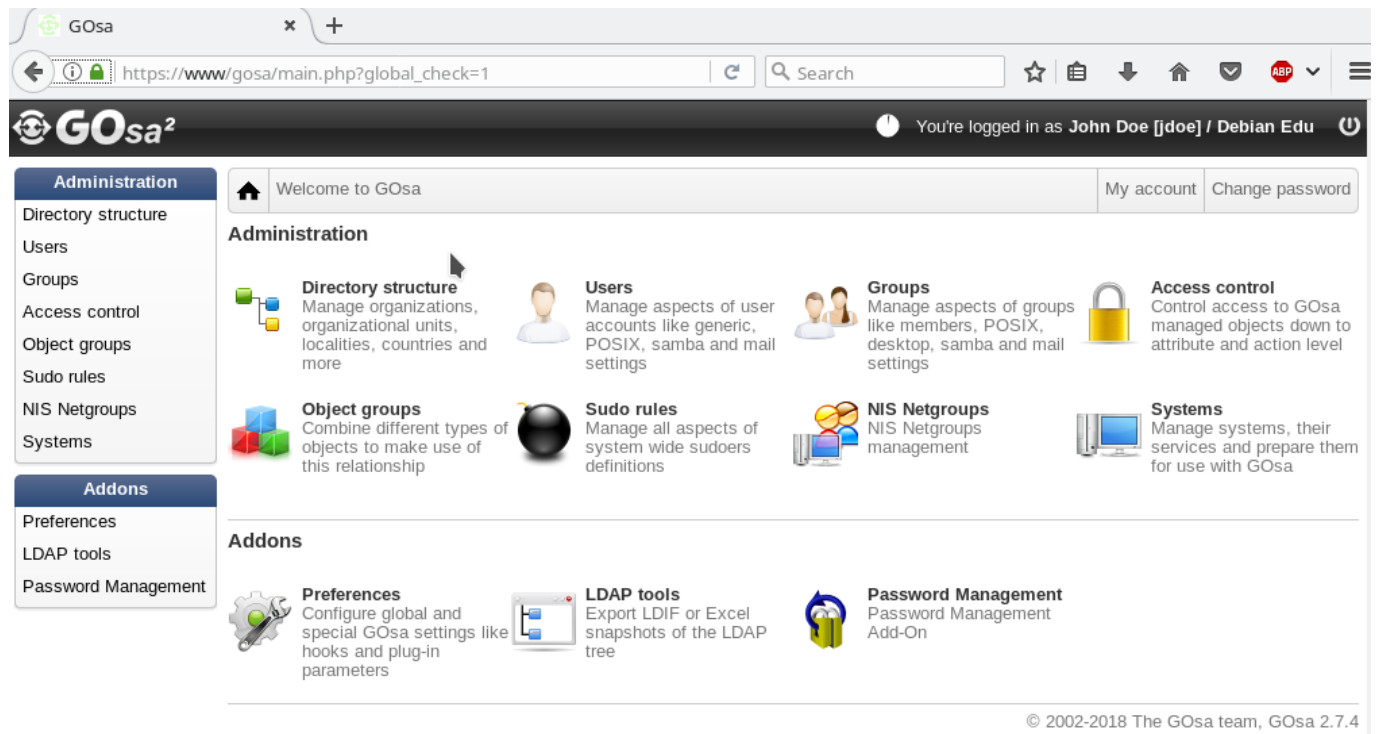 GOsa
https://www/gosa/main.php?global_check=1
Search
ABP
GOsa²
You're logged in as John Doe [jdoe] / Debian Edu
Administration
Directory structure
Users
Groups
Access control
Object groups
Sudo rules
NIS Netgroups
Systems
Addons
Preferences
LDAP tools
Password Management
Welcome to GOsa
My account
Change password
Administration
Directory structure
Manage organizations,
organizational units,
localities, countries and
more
Users
Manage aspects of user
accounts like generic,
POSIX, samba and mail
settings
Groups
Manage aspects of groups
like members, POSIX,
desktop, samba and mail
settings
Access control
Control access to GOsa
managed objects down to
attribute and action level
Object groups
Combine different types of
objects to make use of
this relationship
Sudo rules
Manage all aspects of
system wide sudoers
definitions
NIS Netgroups
NIS Netgroups
management
Systems
Manage systems, their
services and prepare them
for use with GOsa
Addons
Preferences
Configure global and
special GOsa settings like
hooks and plug-in
parameters
LDAP tools
Export LDIF or Excel
snapshots of the LDAP
tree
Password Management
Password Management
Add-On
© 2002-2018 The GOsa team, GOsa 2.7.4